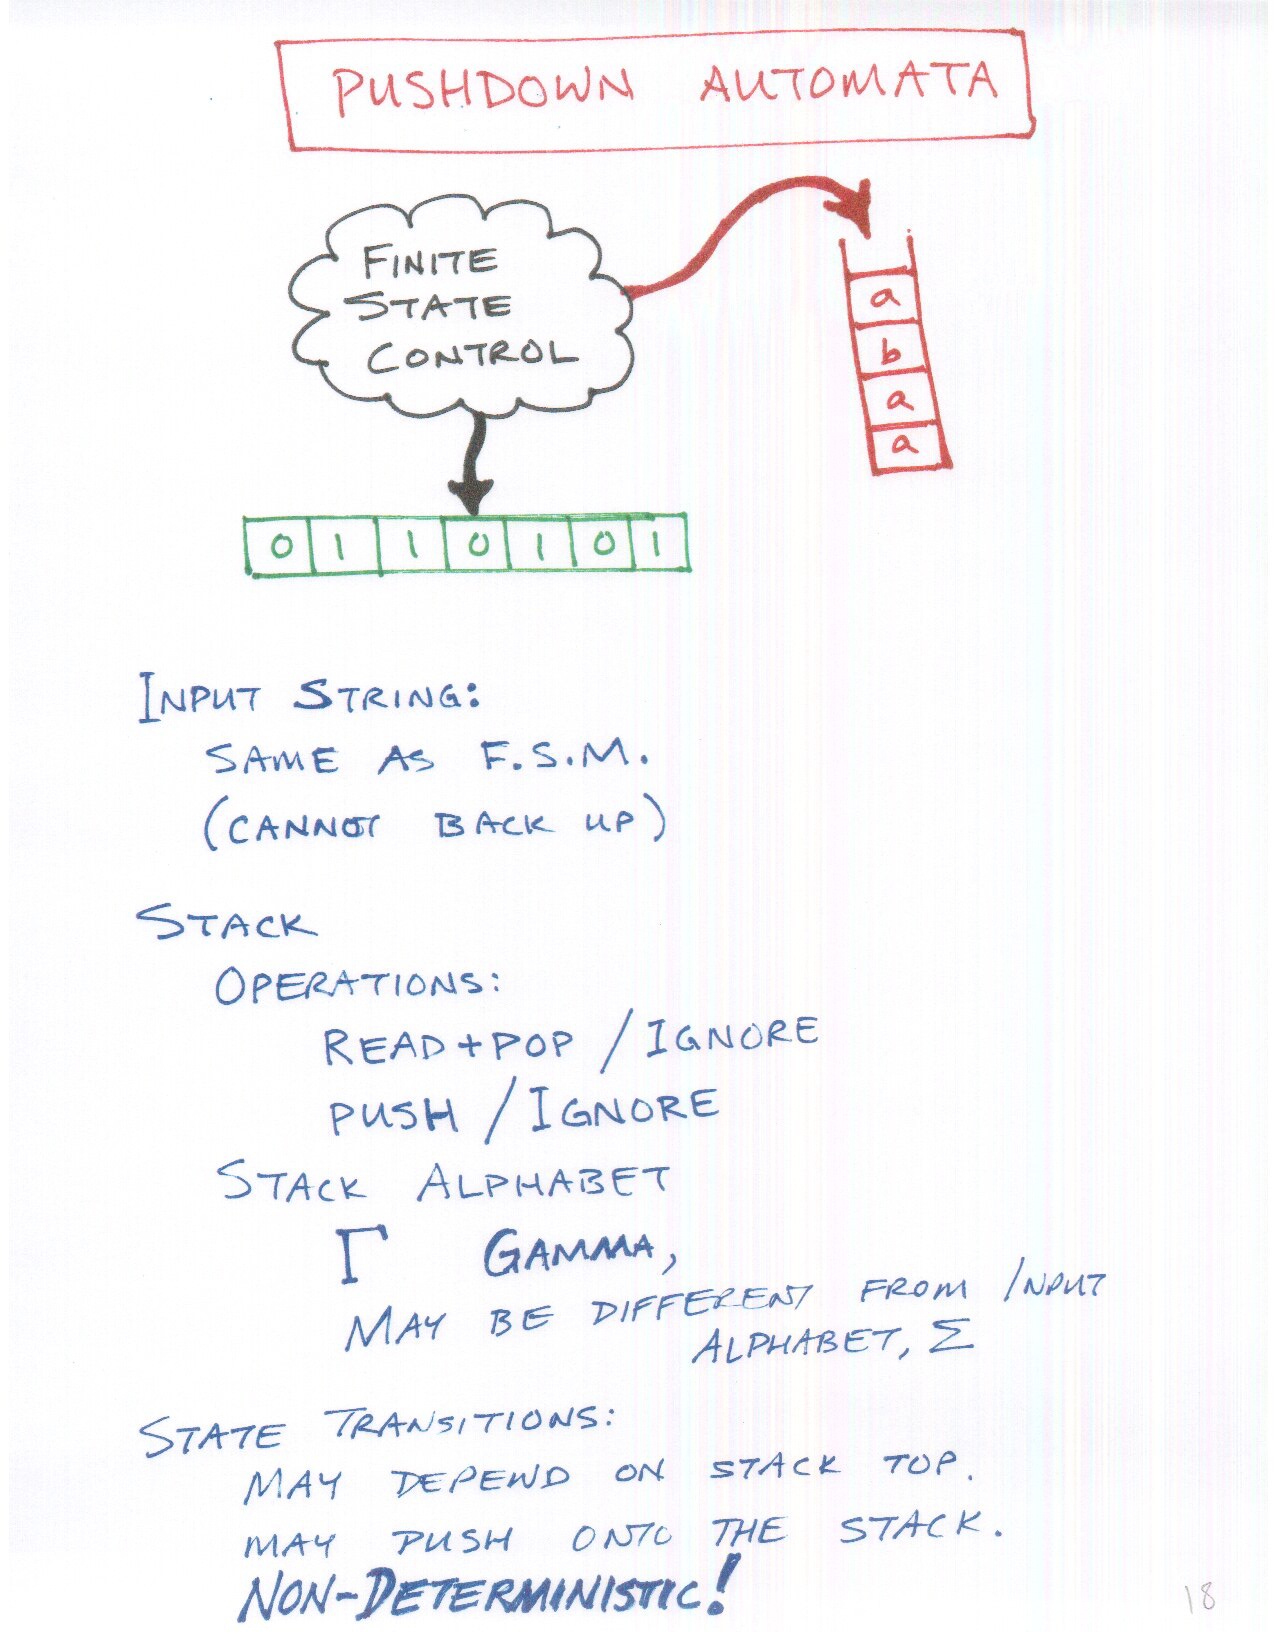 PUSHDOWN AUTOMATA
FINITE
STATE
CONTROL
a
b
a
a
0 1 1 0 1 0 1
INPUT STRING:
SAME AS F.S.M.
(CANNOT BACK UP)
STACK
OPERATIONS:
READ+POP / IGNORE
PUSH / IGNORE
STACK ALPHABET
Γ GAMMA,
MAY BE DIFFERENT FROM INPUT
ALPHABET, Σ
STATE TRANSITIONS:
MAY DEPEND ON STACK TOP.
MAY PUSH ONTO THE STACK.
NON-DETERMINISTIC!
18